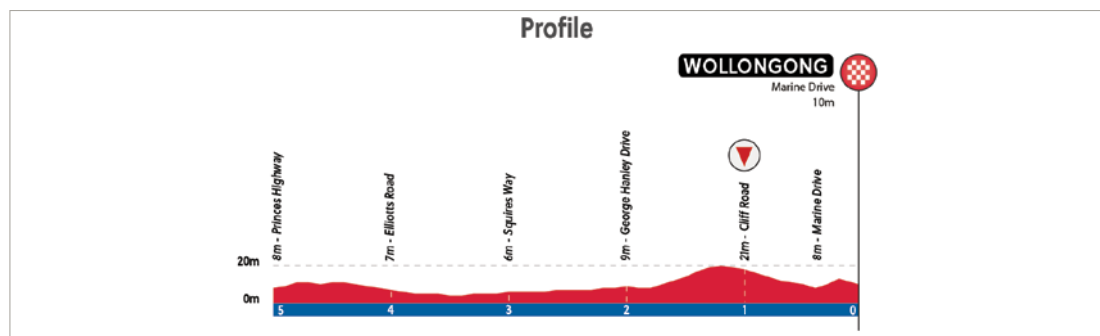 Profile
WOLLONGONG
Marine Drive
10m
8m - Princes Highway
7m - Elliotts Road
6m - Squires Way
9m - George Hanley Drive
21m - Cliff Road
8m - Marine Drive
20m
0m
5 4 3 2 1 0